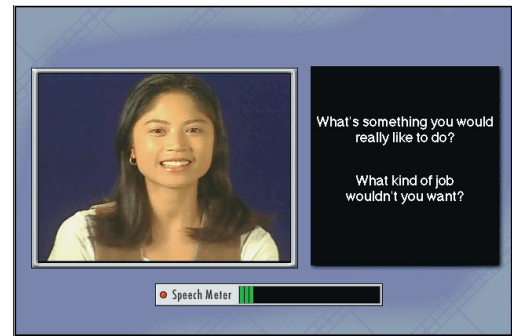 What's something you would
really like to do?
What kind of job
wouldn't you want?
Speech Meter